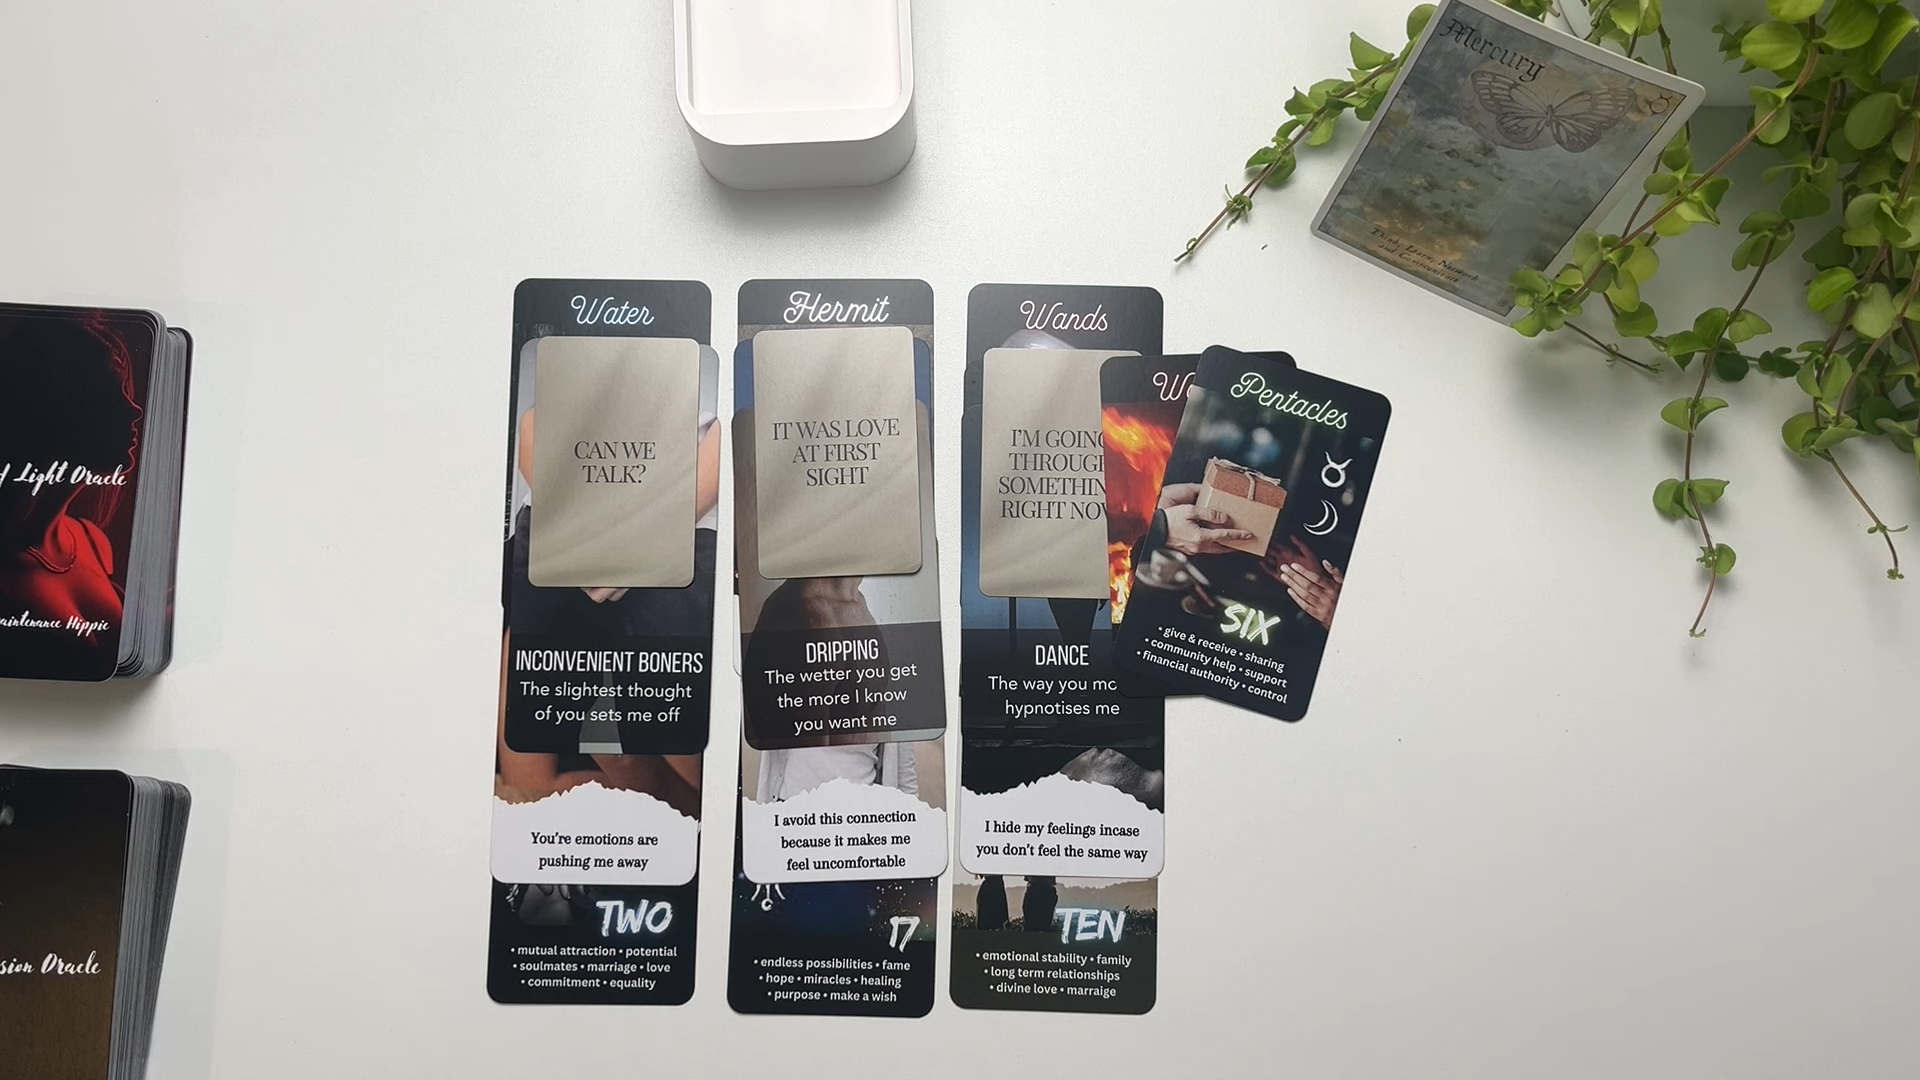 Mercury
Think, Learn, Network
and Communicate
Light Oracle
Hippie
Oracle
Water
CAN WE
TALK?
INCONVENIENT BONERS
The slightest thought
of you sets me off
You're emotions are
pushing me away
TWO
• mutual attraction • potential
• soulmates • marriage • love
• commitment • equality
Hermit
IT WAS LOVE
AT FIRST
SIGHT
DRIPPING
The wetter you get
the more I know
you want me
I avoid this connection
because it makes me
feel uncomfortable
17
• endless possibilities • fame
• hope • miracles • healing
• purpose • make a wish
Wands
I'M GOING
THROUGH
SOMETHIN
RIGHT NOW
DANCE
The way you mo
hypnotises me
I hide my feelings incase
you don't feel the same way
TEN
• emotional stability • family
• long term relationships
• divine love • marraige
W
Pentacles
SIX
• give & receive • sharing
• community help • support
• financial authority • control